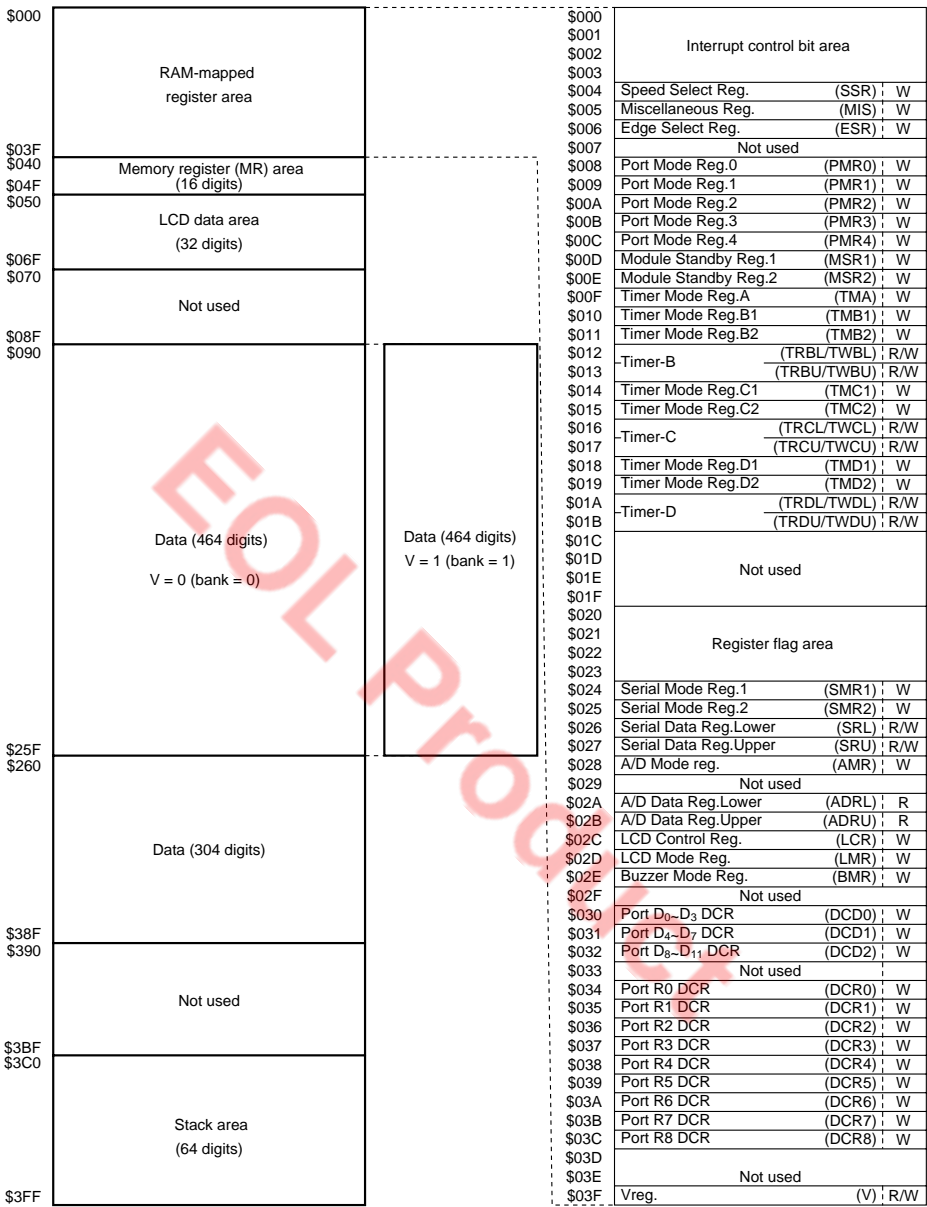 $000
RAM-mapped
register area
$03F
$040
Memory register (MR) area
(16 digits)
$04F
$050
LCD data area
(32 digits)
$06F
$070
Not used
$08F
$090
Data (464 digits)
V = 0 (bank = 0)
Data (464 digits)
V = 1 (bank = 1)
$25F
$260
Data (304 digits)
$38F
$390
Not used
$3BF
$3C0
Stack area
(64 digits)
$3FF
$000
$001
Interrupt control bit area
$002
$003
$004 Speed Select Reg. (SSR) W
$005 Miscellaneous Reg. (MIS) W
$006 Edge Select Reg. (ESR) W
$007 Not used
$008 Port Mode Reg.0 (PMR0) W
$009 Port Mode Reg.1 (PMR1) W
$00A Port Mode Reg.2 (PMR2) W
$00B Port Mode Reg.3 (PMR3) W
$00C Port Mode Reg.4 (PMR4) W
$00D Module Standby Reg.1 (MSR1) W
$00E Module Standby Reg.2 (MSR2) W
$00F Timer Mode Reg.A (TMA) W
$010 Timer Mode Reg.B1 (TMB1) W
$011 Timer Mode Reg.B2 (TMB2) W
$012 (TRBL/TWBL) R/W
Timer-B
$013 (TRBU/TWBU) R/W
$014 Timer Mode Reg.C1 (TMC1) W
$015 Timer Mode Reg.C2 (TMC2) W
$016 (TRCL/TWCL) R/W
Timer-C
$017 (TRCU/TWCU) R/W
$018 Timer Mode Reg.D1 (TMD1) W
$019 Timer Mode Reg.D2 (TMD2) W
$01A (TRDL/TWDL) R/W
Timer-D
$01B (TRDU/TWDU) R/W
$01C
$01D
Not used
$01E
$01F
$020
$021
Register flag area
$022
$023
$024 Serial Mode Reg.1 (SMR1) W
$025 Serial Mode Reg.2 (SMR2) W
$026 Serial Data Reg.Lower (SRL) R/W
$027 Serial Data Reg.Upper (SRU) R/W
$028 A/D Mode reg. (AMR) W
$029 Not used
$02A A/D Data Reg.Lower (ADRL) R
$02B A/D Data Reg.Upper (ADRU) R
$02C LCD Control Reg. (LCR) W
$02D LCD Mode Reg. (LMR) W
$02E Buzzer Mode Reg. (BMR) W
$02F Not used
$030 Port D₀~D₃ DCR (DCD0) W
$031 Port D₄~D₇ DCR (DCD1) W
$032 Port D₈~D₁₁ DCR (DCD2) W
$033 Not used
$034 Port R0 DCR (DCR0) W
$035 Port R1 DCR (DCR1) W
$036 Port R2 DCR (DCR2) W
$037 Port R3 DCR (DCR3) W
$038 Port R4 DCR (DCR4) W
$039 Port R5 DCR (DCR5) W
$03A Port R6 DCR (DCR6) W
$03B Port R7 DCR (DCR7) W
$03C Port R8 DCR (DCR8) W
$03D
$03E Not used
$03F Vreg. (V) R/W
EOL Product